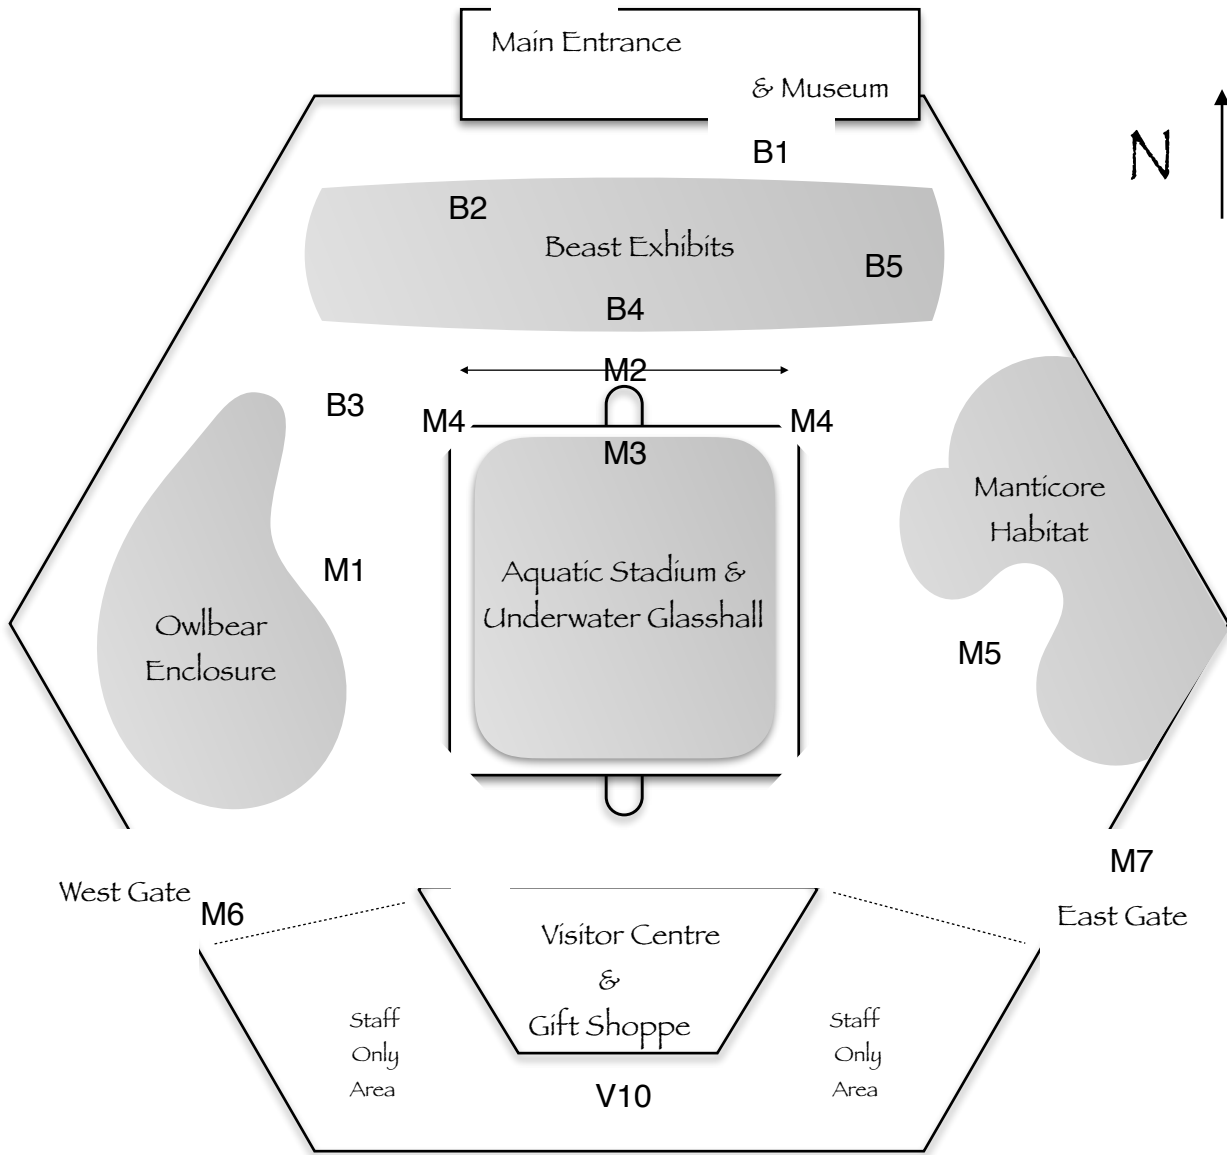 Main Entrance
& Museum
N
B1
B2
Beast Exhibits
B5
B4
M2
B3
M4
M4
M3
Manticore
Habitat
M1
Aquatic Stadium &
Underwater Glasshall
Owlbear
Enclosure
M5
M7
West Gate
M6
East Gate
Visitor Centre
&
Gift Shoppe
Staff
Only
Area
Staff
Only
Area
V10